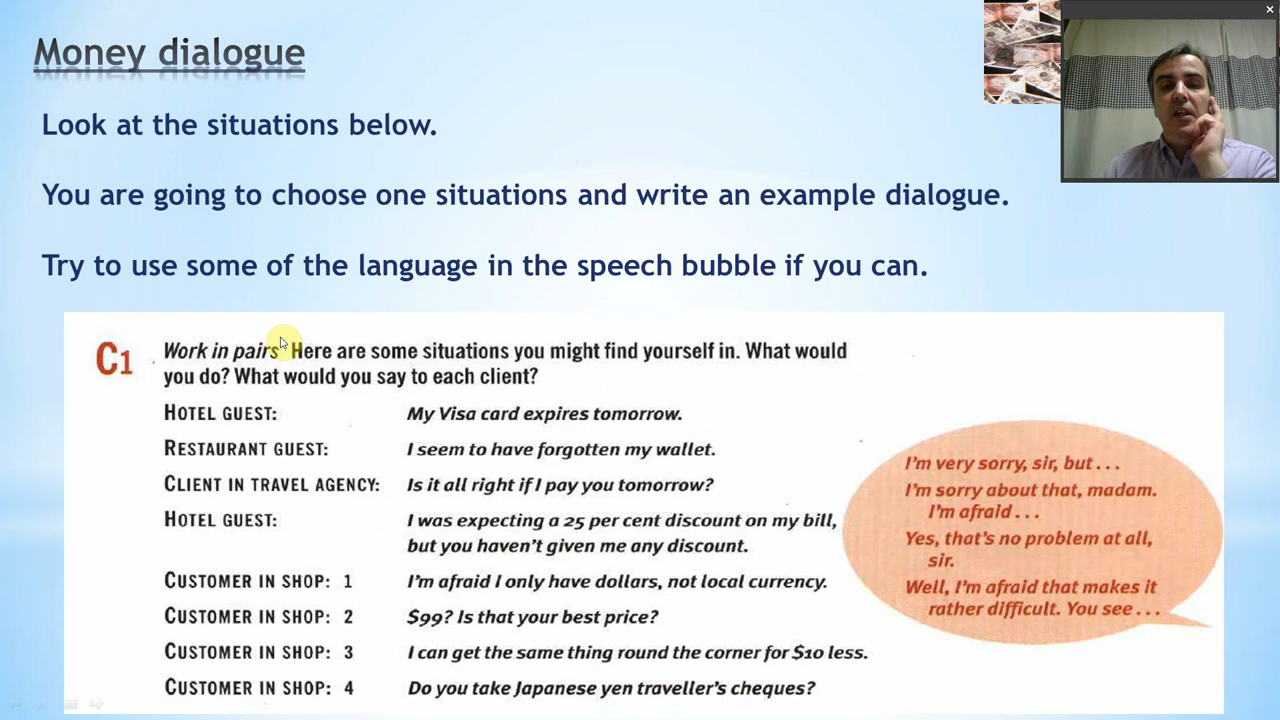 Money dialogue
Look at the situations below.
You are going to choose one situations and write an example dialogue.
Try to use some of the language in the speech bubble if you can.
C1 Work in pairs Here are some situations you might find yourself in. What would
you do? What would you say to each client?
HOTEL GUEST: My Visa card expires tomorrow.
RESTAURANT GUEST: I seem to have forgotten my wallet.
CLIENT IN TRAVEL AGENCY: Is it all right if I pay you tomorrow?
HOTEL GUEST: I was expecting a 25 per cent discount on my bill,
but you haven't given me any discount.
CUSTOMER IN SHOP: 1 I'm afraid I only have dollars, not local currency.
CUSTOMER IN SHOP: 2 $99? Is that your best price?
CUSTOMER IN SHOP: 3 I can get the same thing round the corner for $10 less.
CUSTOMER IN SHOP: 4 Do you take Japanese yen traveller's cheques?
I'm very sorry, sir, but . . .
I'm sorry about that, madam.
I'm afraid . . .
Yes, that's no problem at all,
sir.
Well, I'm afraid that makes it
rather difficult. You see . . .